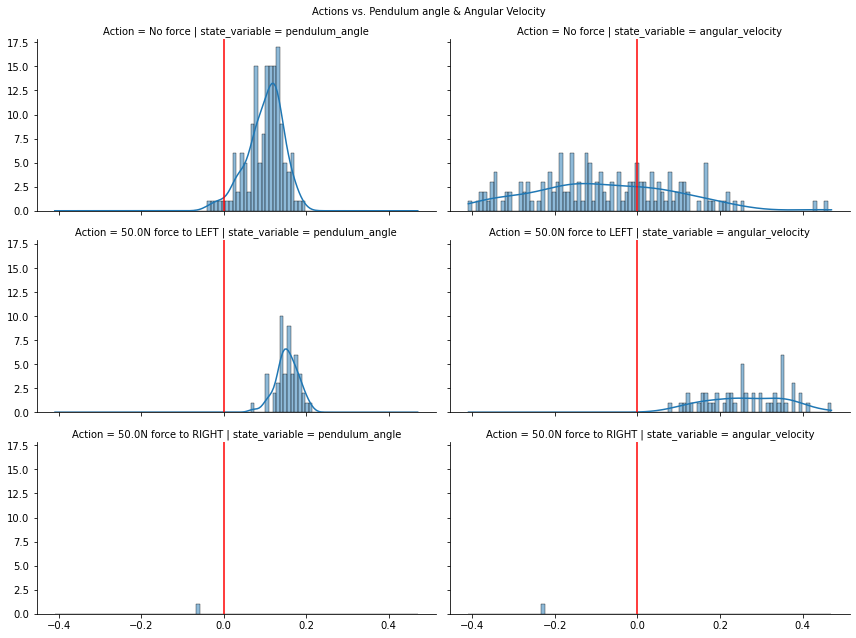 Actions vs. Pendulum angle & Angular Velocity
Action = No force | state_variable = pendulum_angle
Action = No force | state_variable = angular_velocity
17.5
15.0
12.5
10.0
7.5
5.0
2.5
0.0
Action = 50.0N force to LEFT | state_variable = pendulum_angle
Action = 50.0N force to LEFT | state_variable = angular_velocity
17.5
15.0
12.5
10.0
7.5
5.0
2.5
0.0
Action = 50.0N force to RIGHT | state_variable = pendulum_angle
Action = 50.0N force to RIGHT | state_variable = angular_velocity
17.5
15.0
12.5
10.0
7.5
5.0
2.5
0.0
−0.4 −0.2 0.0 0.2 0.4
−0.4 −0.2 0.0 0.2 0.4